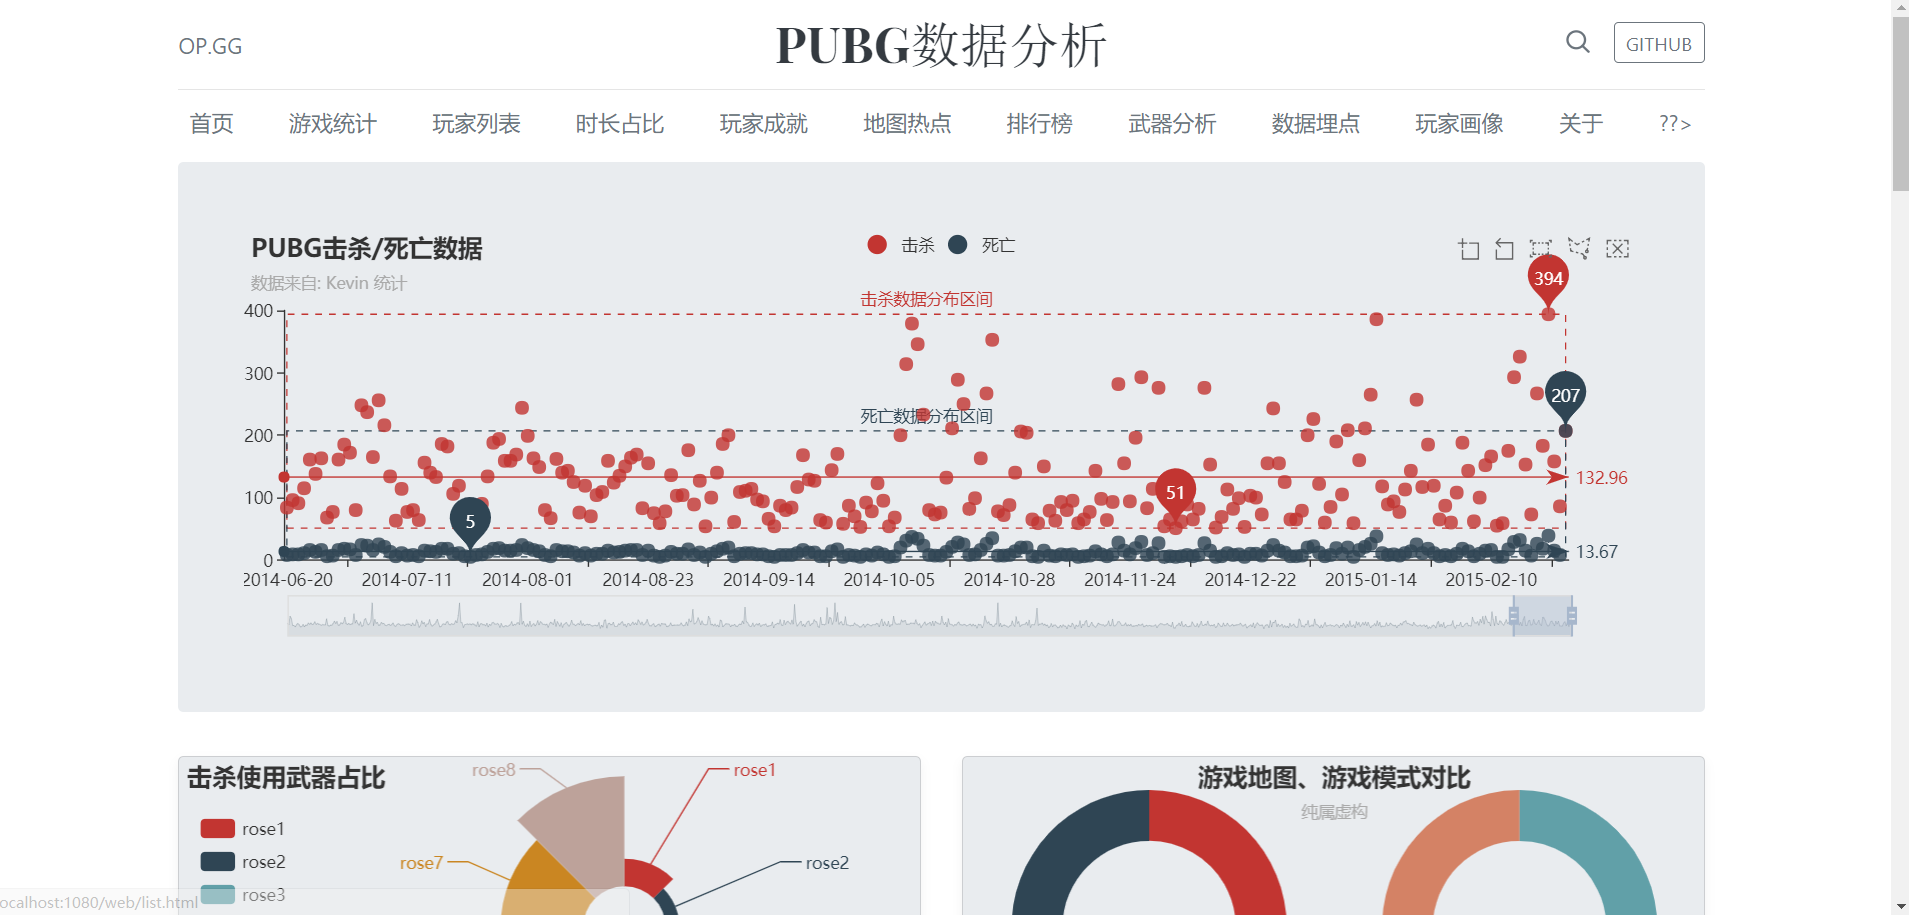 OP.GG
PUBG数据分析
GITHUB
首页 游戏统计 玩家列表 时长占比 玩家成就 地图热点 排行榜 武器分析 数据埋点 玩家画像 关于 ??>
PUBG击杀/死亡数据
数据来自: Kevin 统计
击杀 死亡
394
击杀数据分布区间
400
300
207
死亡数据分布区间
200
132.96
51
100
5
13.67
0
2014-06-20 2014-07-11 2014-08-01 2014-08-23 2014-09-14 2014-10-05 2014-10-28 2014-11-24 2014-12-22 2015-01-14 2015-02-10
击杀使用武器占比
rose8
rose1
rose1
rose2
rose3
rose7
rose2
游戏地图、游戏模式对比
纯属虚构
ocalhost:1080/web/list.html